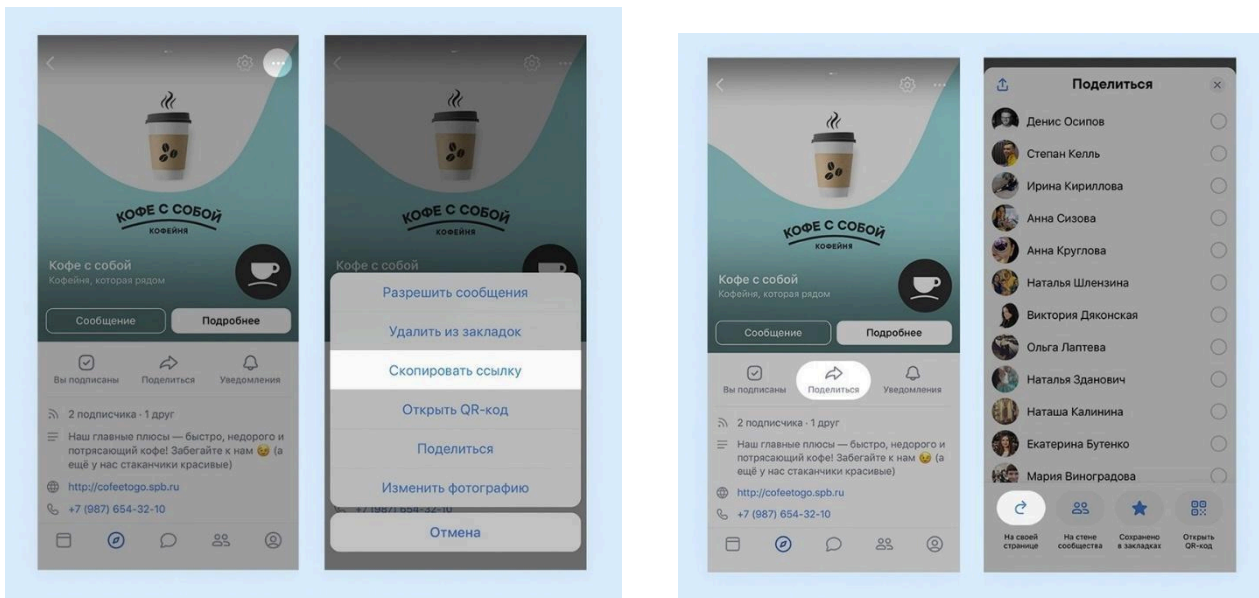 КОФЕ С СОБОЙ
КОФЕЙНЯ
Кофе с собой
Кофейня, которая рядом
Сообщение
Подробнее
Вы подписаны
Поделиться
Уведомления
2 подписчика · 1 друг
Наш главные плюсы — быстро, недорого и
потрясающий кофе! Забегайте к нам 😉 (а
ещё у нас стаканчики красивые)
http://cofeetogo.spb.ru
+7 (987) 654-32-10
КОФЕ С СОБОЙ
КОФЕЙНЯ
Кофе с собой
Разрешить сообщения
Удалить из закладок
Скопировать ссылку
Открыть QR-код
Поделиться
Изменить фотографию
+7 (987) 654-32-10
Отмена
КОФЕ С СОБОЙ
КОФЕЙНЯ
Кофе с собой
Кофейня, которая рядом
Сообщение
Подробнее
Вы подписаны
Поделиться
Уведомления
2 подписчика · 1 друг
Наш главные плюсы — быстро, недорого и
потрясающий кофе! Забегайте к нам 😉 (а
ещё у нас стаканчики красивые)
http://cofeetogo.spb.ru
+7 (987) 654-32-10
Поделиться
Денис Осипов
Степан Келль
Ирина Кириллова
Анна Сизова
Анна Круглова
Наталья Шлензина
Виктория Дяконская
Ольга Лаптева
Наталья Зданович
Наташа Калинина
Екатерина Бутенко
Мария Виноградова
На своей
странице
На стене
сообщества
Сохранено
в закладках
Открыть
QR-код